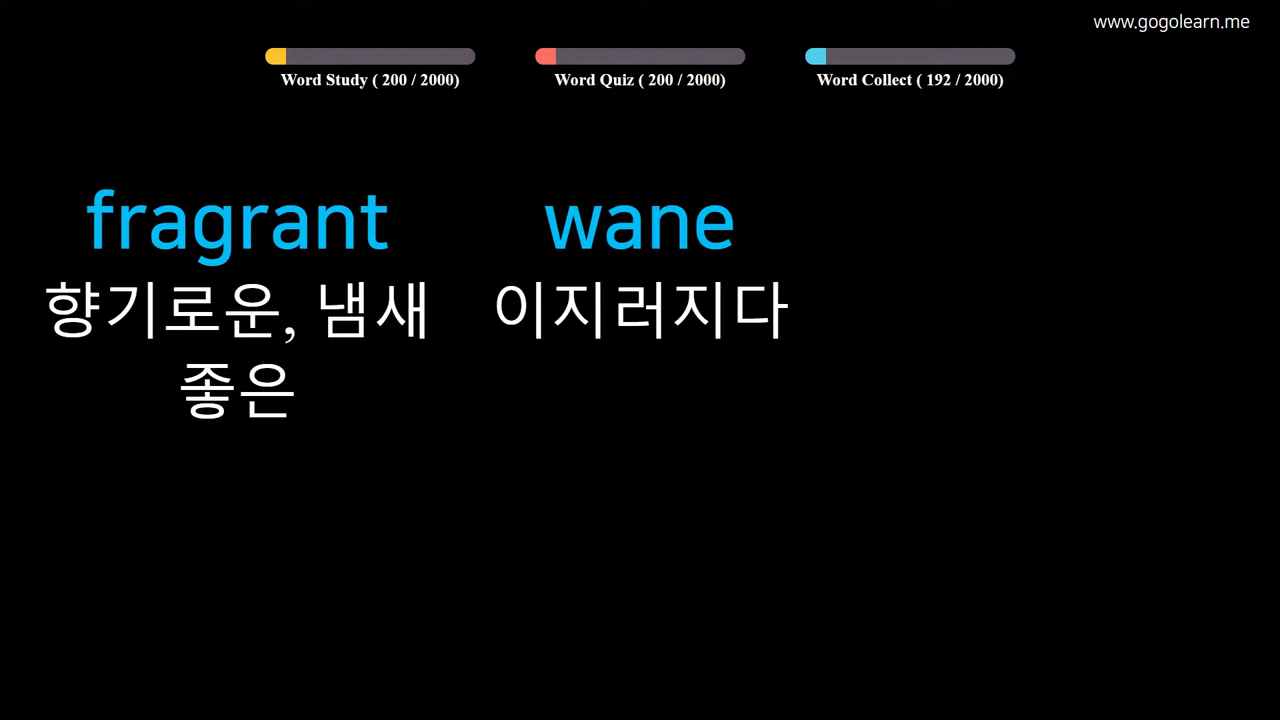 www.gogolearn.me
Word Study ( 200 / 2000)
Word Quiz ( 200 / 2000)
Word Collect ( 192 / 2000)
fragrant
향기로운, 냄새
좋은
wane
이지러지다